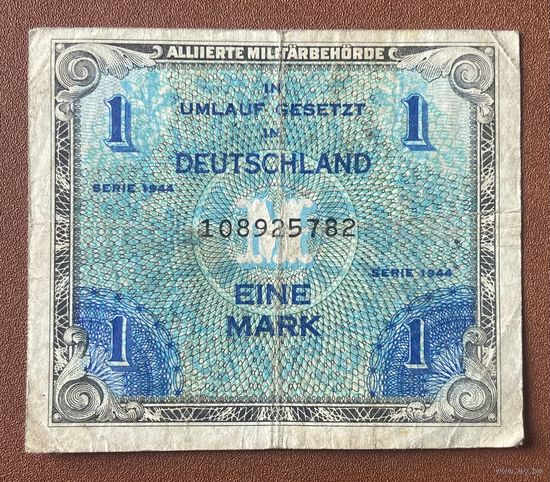 ALLIIERTE MILITÄRBEHÖRDE
IN
UMLAUF GESETZT
IN
DEUTSCHLAND
1 1
SERIE 1944
M
108925782
SERIE 1944
EINE
MARK
1 1